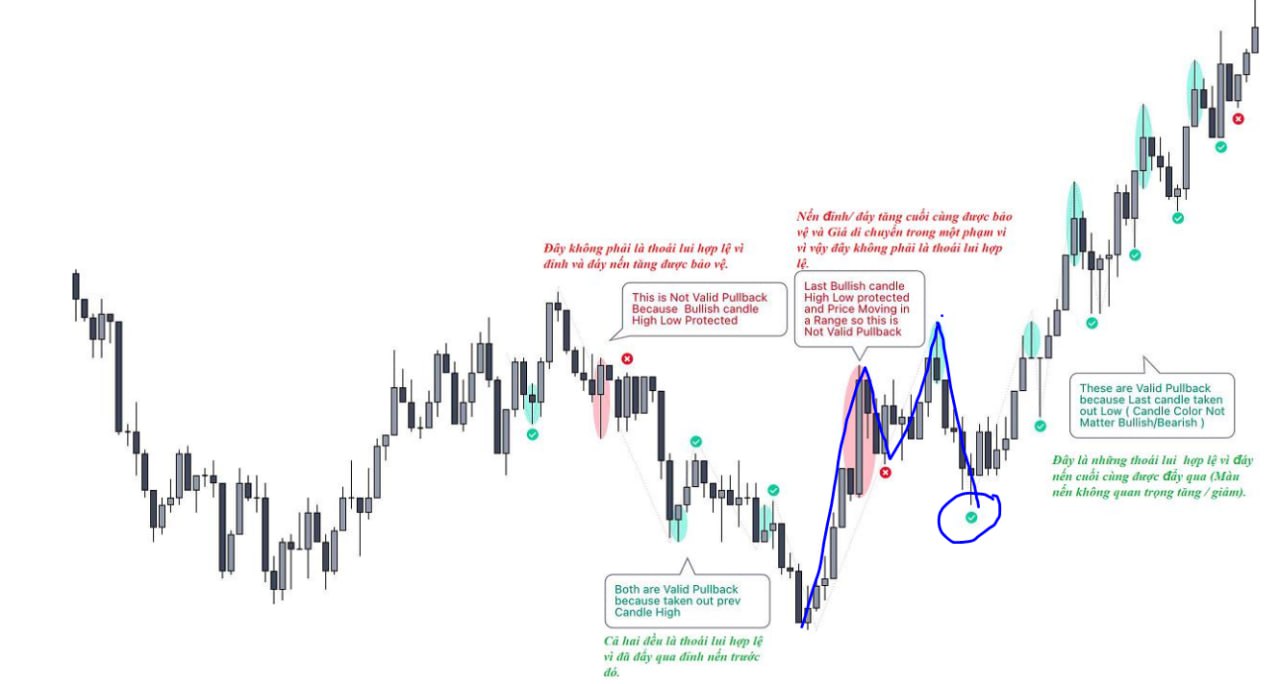 Nến đỉnh/ đáy tăng cuối cùng được bảo
vệ và Giá di chuyển trong một phạm vi
vì vậy đây không phải là thoái lui hợp
lệ.
Đây không phải là thoái lui hợp lệ vì
đỉnh và đáy nến tăng được bảo vệ.
This is Not Valid Pullback
Because Bullish candle
High Low Protected
Last Bullish candle
High Low protected
and Price Moving in
a Range so this is
Not Valid Pullback
These are Valid Pullback
because Last candle taken
out Low ( Candle Color Not
Matter Bullish/Bearish )
Đây là những thoái lui hợp lệ vì đáy
nến cuối cùng được đẩy qua (Màu
nến không quan trọng tăng / giảm).
Both are Valid Pullback
because taken out prev
Candle High
Cả hai đều là thoái lui hợp lệ
vì đã đẩy qua đỉnh nến trước
đó.